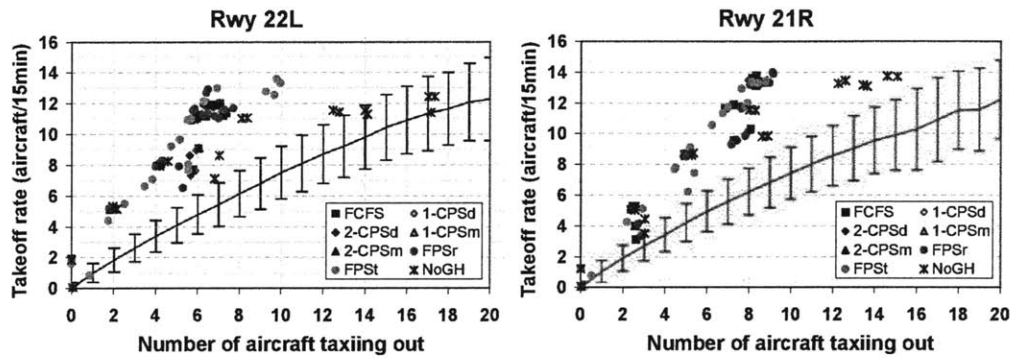 Rwy 22L
Takeoff rate (aircraft/15min)
16
14
12
10
8
6
4
2
0
FCFS 1-CPSd
2-CPSd 1-CPSm
2-CPSm FPSr
FPSt NoGH
0 2 4 6 8 10 12 14 16 18 20
Number of aircraft taxiing out
Rwy 21R
Takeoff rate (aircraft/15min)
16
14
12
10
8
6
4
2
0
FCFS 1-CPSd
2-CPSd 1-CPSm
2-CPSm FPSr
FPSt NoGH
0 2 4 6 8 10 12 14 16 18 20
Number of aircraft taxiing out